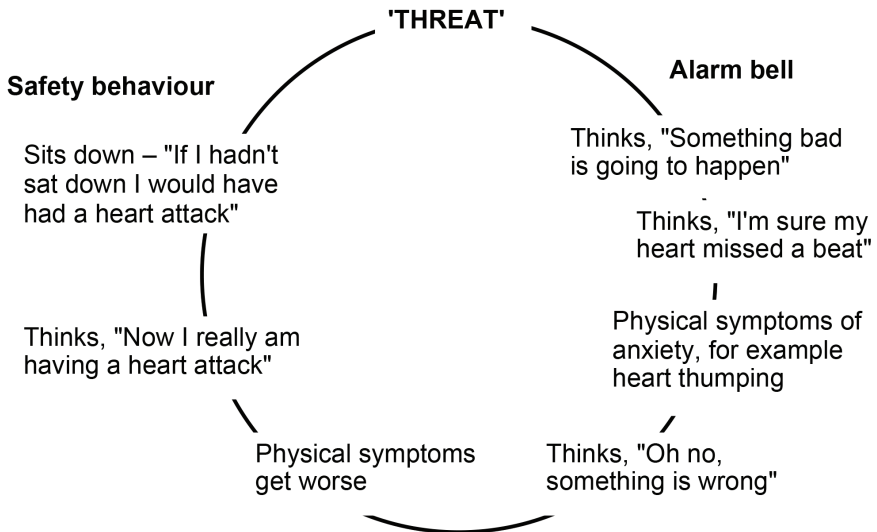 'THREAT'
Alarm bell
Thinks, "Something bad
is going to happen"
Thinks, "I'm sure my
heart missed a beat"
Physical symptoms of
anxiety, for example
heart thumping
Thinks, "Oh no,
something is wrong"
Physical symptoms
get worse
Thinks, "Now I really am
having a heart attack"
Safety behaviour
Sits down – "If I hadn't
sat down I would have
had a heart attack"